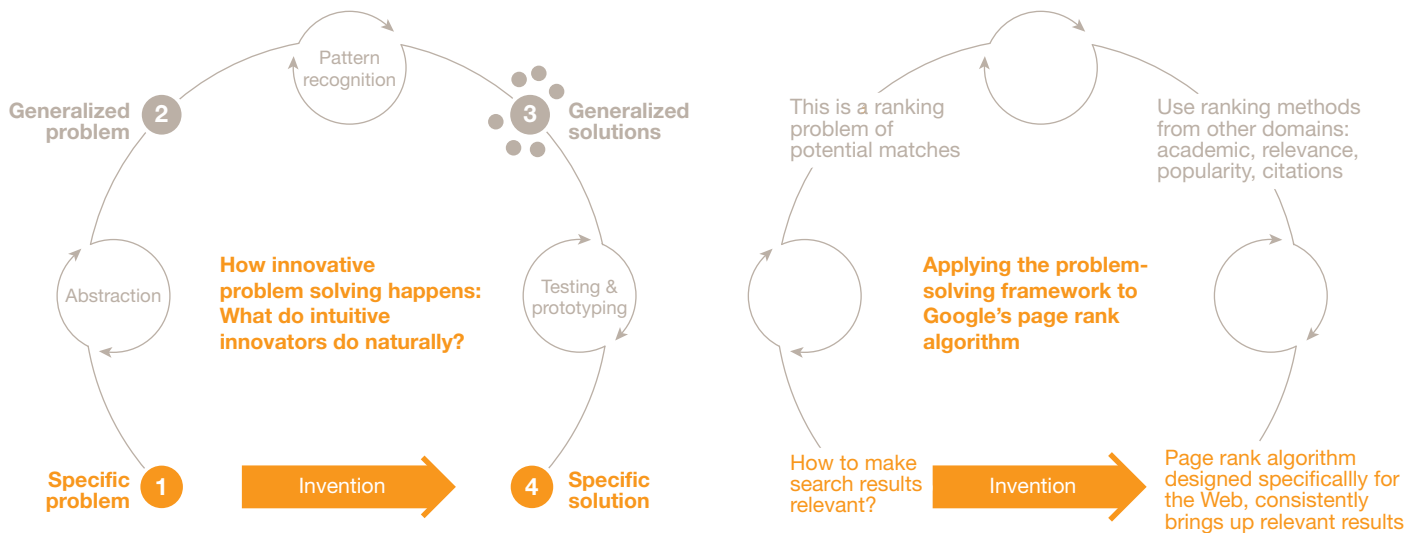 Pattern
recognition
Generalized
problem
2
3
Generalized
solutions
Abstraction
How innovative
problem solving happens:
What do intuitive
innovators do naturally?
Testing &
prototyping
Specific
problem
1
Invention
4
Specific
solution
This is a ranking
problem of
potential matches
Use ranking methods
from other domains:
academic, relevance,
popularity, citations
Applying the problem-
solving framework to
Google's page rank
algorithm
How to make
search results
relevant?
Invention
Page rank algorithm
designed specificallly for
the Web, consistently
brings up relevant results